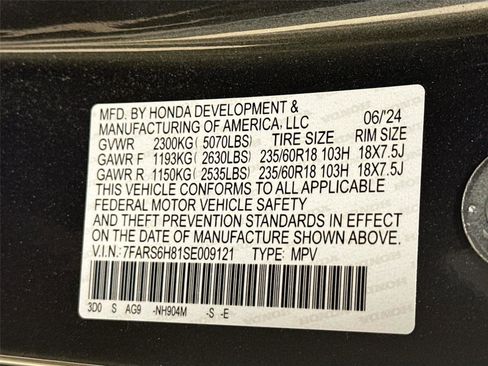 MFD. BY HONDA DEVELOPMENT &
MANUFACTURING OF AMERICA, LLC 06/'24
GVWR 2300KG( 5070LBS) TIRE SIZE RIM SIZE
GAWR F 1193KG( 2630LBS) 235/60R18 103H 18X7.5J
GAWR R 1150KG( 2535LBS) 235/60R18 103H 18X7.5J
THIS VEHICLE CONFORMS TO ALL APPLICABLE
FEDERAL MOTOR VEHICLE SAFETY
AND THEFT PREVENTION STANDARDS IN EFFECT
ON THE DATE OF MANUFACTURE SHOWN ABOVE.
V.I.N.: 7FARS6H81SE009121 TYPE: MPV
3D0 S AG9 -NH904M -S -E